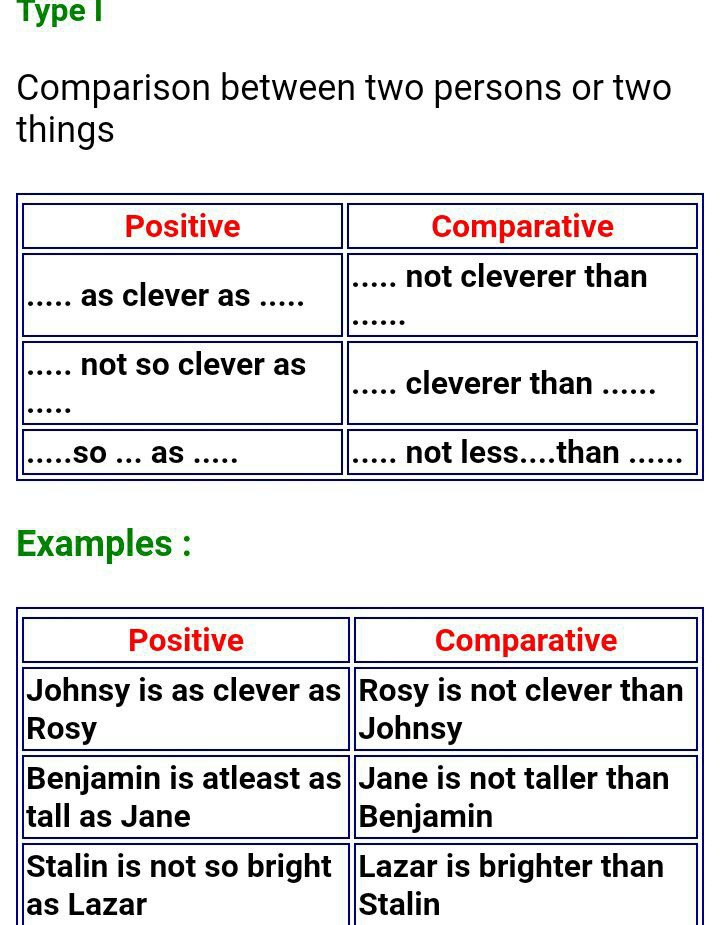 Type I
Comparison between two persons or two
things
Positive
Comparative
..... as clever as .....
..... not cleverer than
......
..... not so clever as
.....
..... cleverer than ......
.....so ... as .....
..... not less....than ......
Examples :
Positive
Comparative
Johnsy is as clever as
Rosy
Rosy is not clever than
Johnsy
Benjamin is atleast as
tall as Jane
Jane is not taller than
Benjamin
Stalin is not so bright
as Lazar
Lazar is brighter than
Stalin